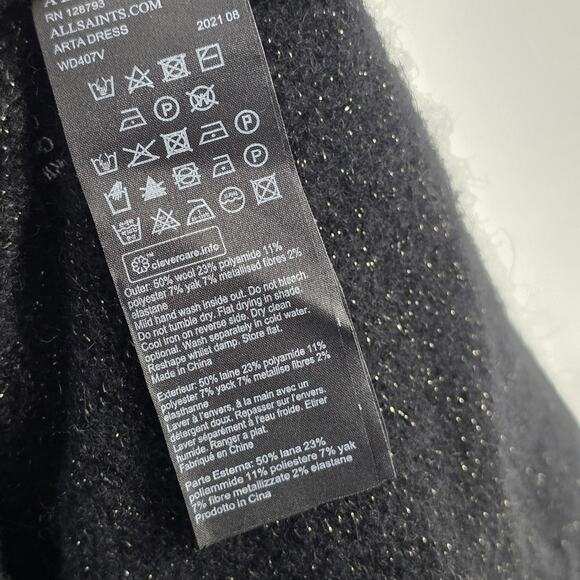 RN 128793
ALLSAINTS.COM
ARTA DRESS 2021 08
WD407V
clevercare.info
Outer: 50% wool 23% polyamide 11%
polyester 7% yak 7% metallised fibres 2%
elastane
Mild hand wash inside out. Do not bleach.
Do not tumble dry. Flat drying in shade.
Cool iron on reverse side. Dry clean
optional. Wash separately in cold water.
Reshape whilst damp. Store flat.
Made in China
Exterieur: 50% laine 23% polyamide 11%
polyester 7% yack 7% metallise fibres 2%
elasthanne
Laver à l'envers, à la main avec un
détergent doux. Repasser sur l'envers.
Laver séparément à l'eau froide. Etirer
humide. Ranger a plat.
Fabriqué en Chine
Parte Esterna: 50% lana 23%
poliammide 11% poliestere 7% yak
7% fibre metallizzate 2% elastane
Prodotto in Cina